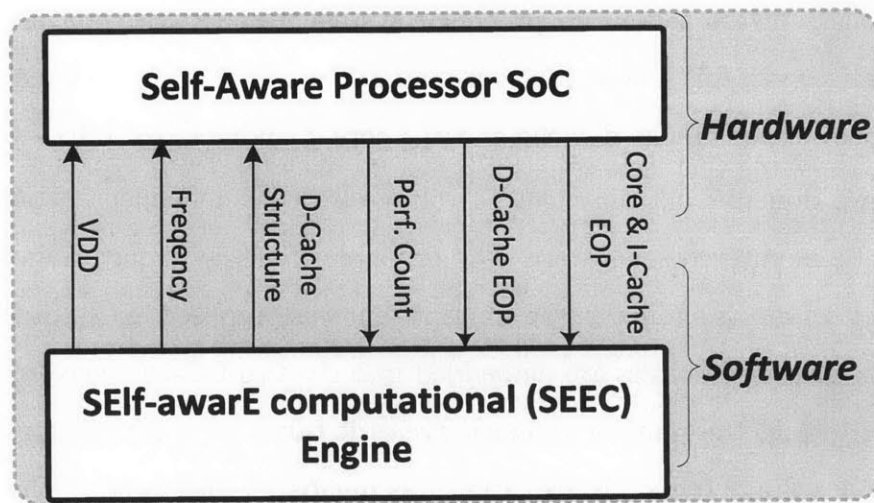 Self-Aware Processor SoC
Hardware
VDD
Freqency
D-Cache
Structure
Perf. Count
D-Cache EOP
Core & I-Cache
EOP
Software
SElf-awarE computational (SEEC)
Engine